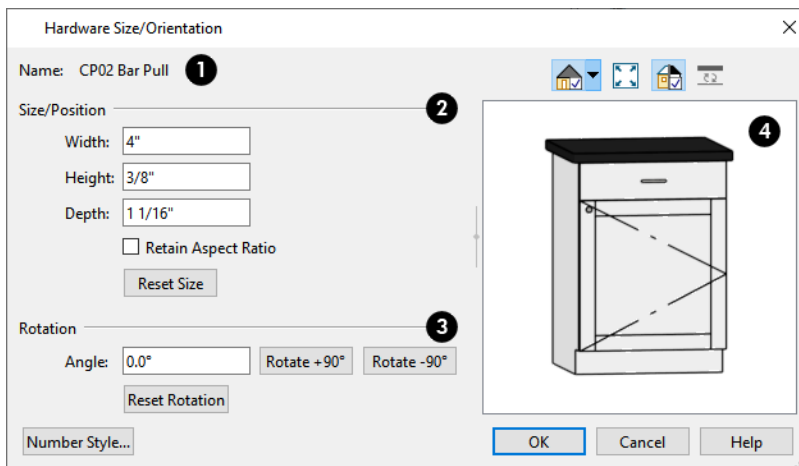 Hardware Size/Orientation
Name: CP02 Bar Pull 1
Size/Position 2
Width: 4"
Height: 3/8"
Depth: 1 1/16"
Retain Aspect Ratio
Reset Size
Rotation 3
Angle: 0.0° Rotate +90° Rotate -90°
Reset Rotation
4
Number Style... OK Cancel Help